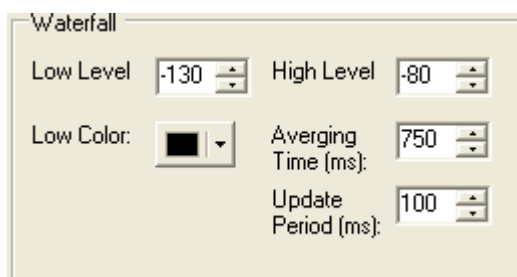 Waterfall
Low Level -130 High Level -80
Low Color: Averging
Time (ms): 750
Update
Period (ms): 100